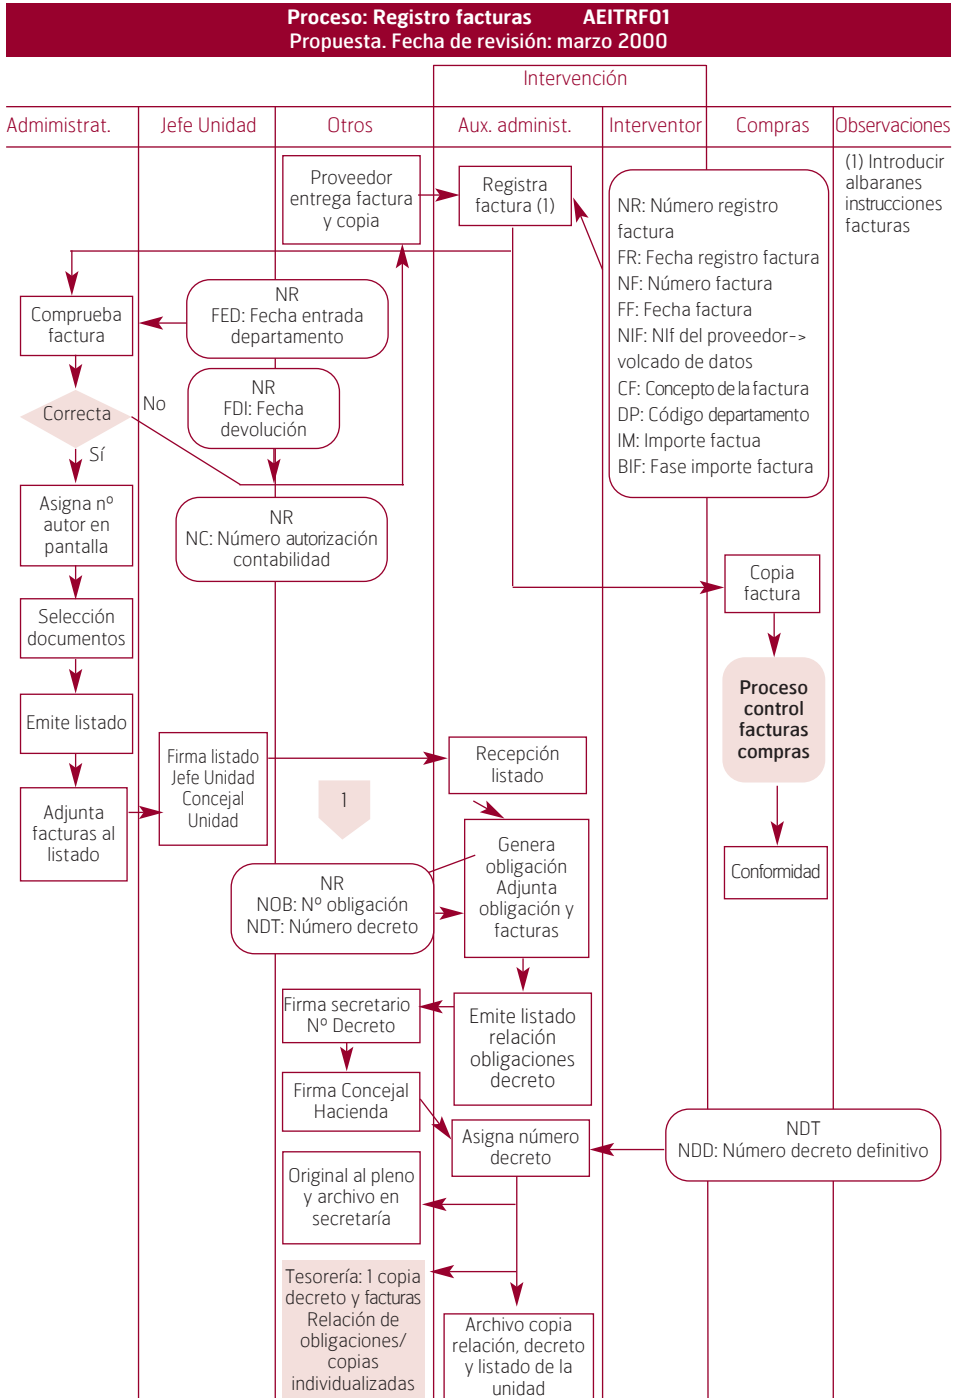 Proceso: Registro facturas AEITRF01
Propuesta. Fecha de revisión: marzo 2000
Intervención
Admimistrat.
Jefe Unidad
Otros
Aux. administ.
Interventor
Compras
Observaciones
Proveedor
entrega factura
y copia
Registra
factura (1)
NR: Número registro
factura
FR: Fecha registro factura
NF: Número factura
FF: Fecha factura
NIF: NIf del proveedor->
volcado de datos
CF: Concepto de la factura
DP: Código departamento
IM: Importe factua
BIF: Fase importe factura
(1) Introducir
albaranes
instrucciones
facturas
Comprueba
factura
NR
FED: Fecha entrada
departamento
Correcta
No
Sí
NR
FDI: Fecha
devolución
Asigna nº
autor en
pantalla
NR
NC: Número autorización
contabilidad
Copia
factura
Selección
documentos
Proceso
control
facturas
compras
Emite listado
Firma listado
Jefe Unidad
Concejal
Unidad
Recepción
listado
1
Adjunta
facturas al
listado
Genera
obligación
Adjunta
obligación y
facturas
Conformidad
NR
NOB: Nº obligación
NDT: Número decreto
Firma secretario
Nº Decreto
Emite listado
relación
obligaciones
decreto
Firma Concejal
Hacienda
Asigna número
decreto
NDT
NDD: Número decreto definitivo
Original al pleno
y archivo en
secretaría
Tesorería: 1 copia
decreto y facturas
Relación de
obligaciones/
copias
individualizadas
Archivo copia
relación, decreto
y listado de la
unidad